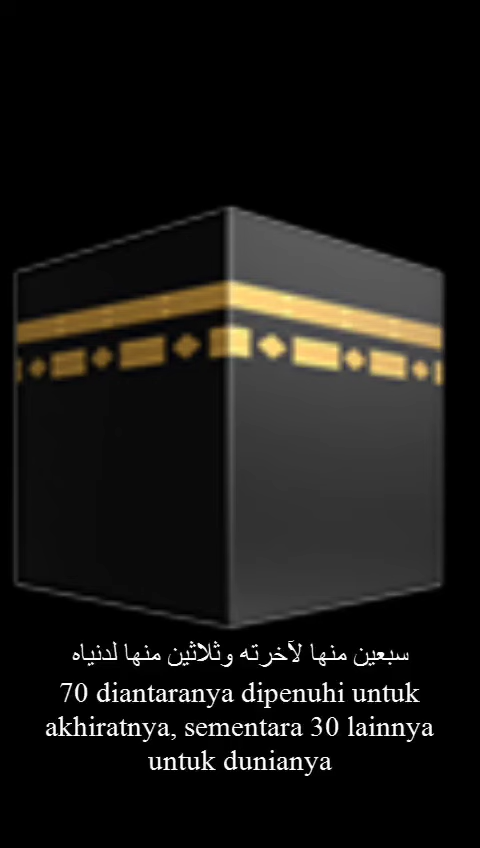 سبعين منها لآخرته وثلاثين منها لدنياه
70 diantaranya dipenuhi untuk
akhiratnya, sementara 30 lainnya
untuk dunianya